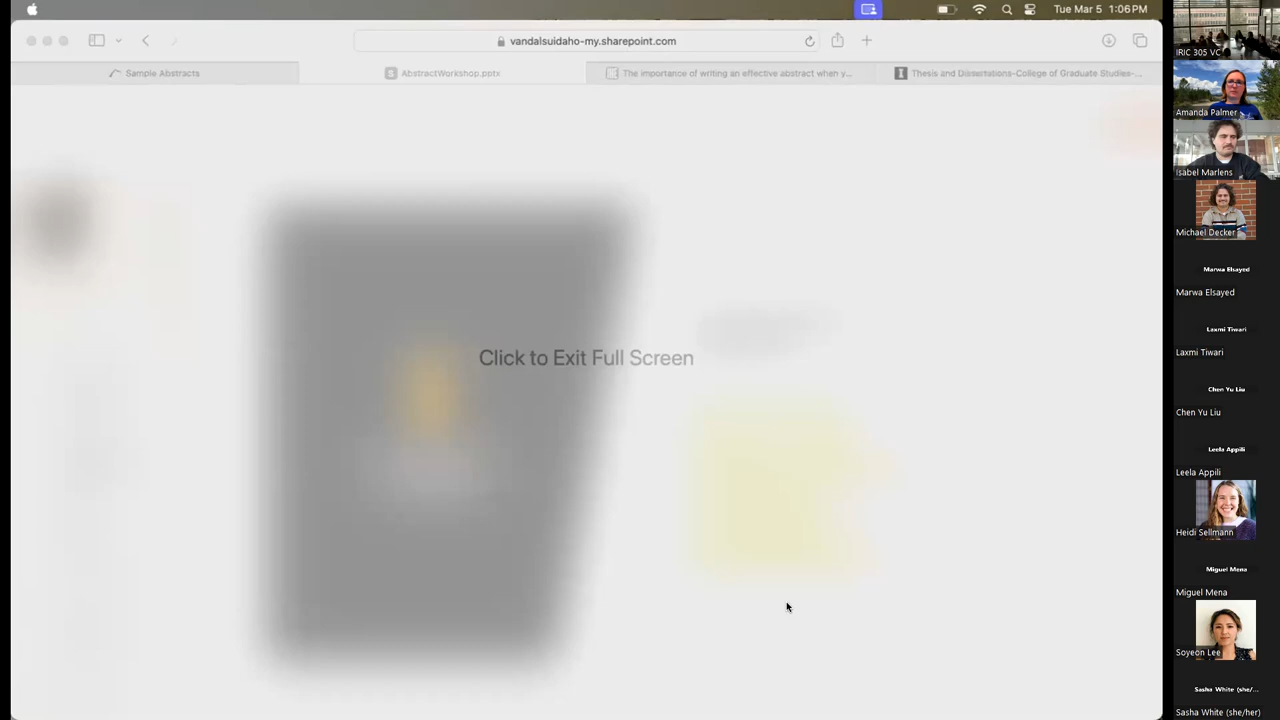 Tue Mar 5 1:06 PM
vandalsuidaho-my.sharepoint.com
Sample Abstracts
AbstractWorkshop.pptx
The importance of writing an effective abstract when y...
Thesis and Dissertations-College of Graduate Studies-...
Click to Exit Full Screen
IRIC 305 VC
Amanda Palmer
Isabel Marlens
Michael Decker
Marwa Elsayed
Marwa Elsayed
Laxmi Tiwari
Laxmi Tiwari
Chen Yu Liu
Chen Yu Liu
Leela Appili
Leela Appili
Heidi Sellmann
Miguel Mena
Miguel Mena
Soyeon Lee
Sasha White (she/...
Sasha White (she/her)